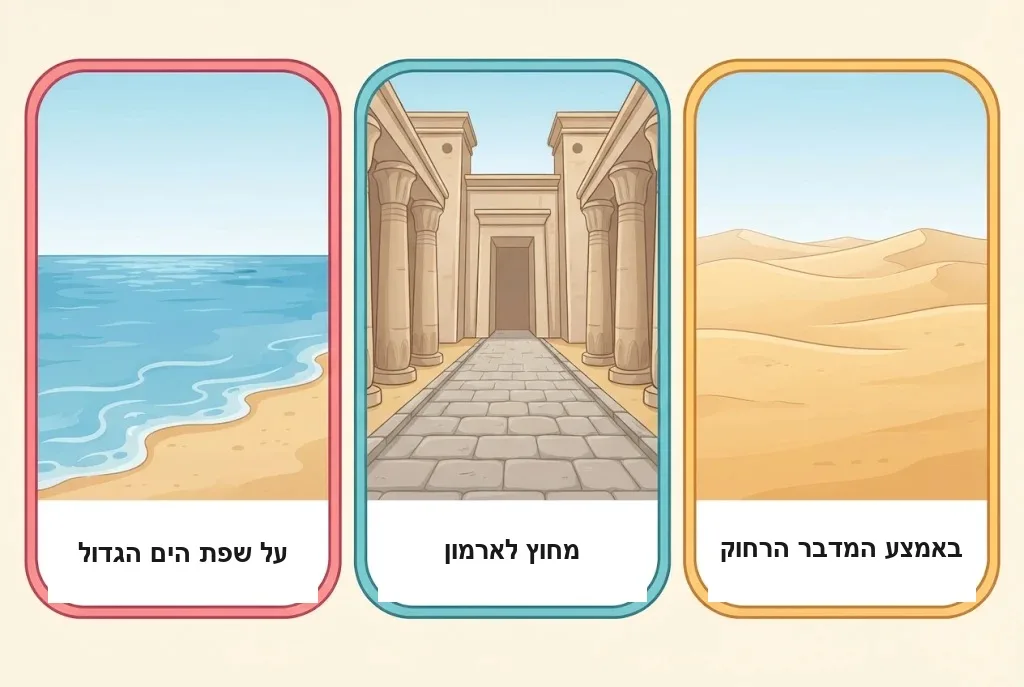 באמצע המדבר הרחוק
מחוץ לארמון
על שפת הים הגדול